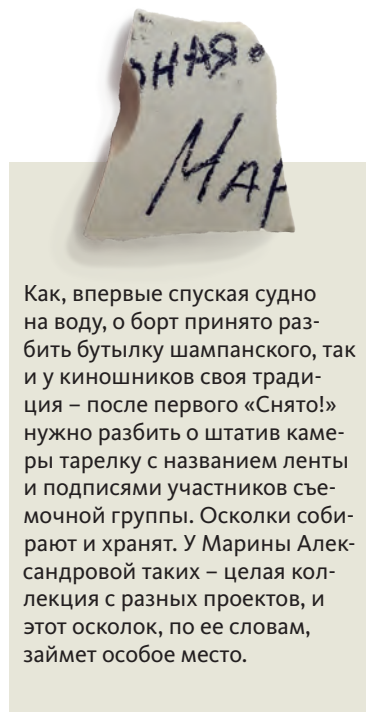 ная
Мар
Как, впервые спуская судно
на воду, о борт принято раз-
бить бутылку шампанского, так
и у киношников своя тради-
ция – после первого «Снято!»
нужно разбить о штатив каме-
ры тарелку с названием ленты
и подписями участников съе-
мочной группы. Осколки соби-
рают и хранят. У Марины Алек-
сандровой таких – целая кол-
лекция с разных проектов, и
этот осколок, по ее словам,
займет особое место.